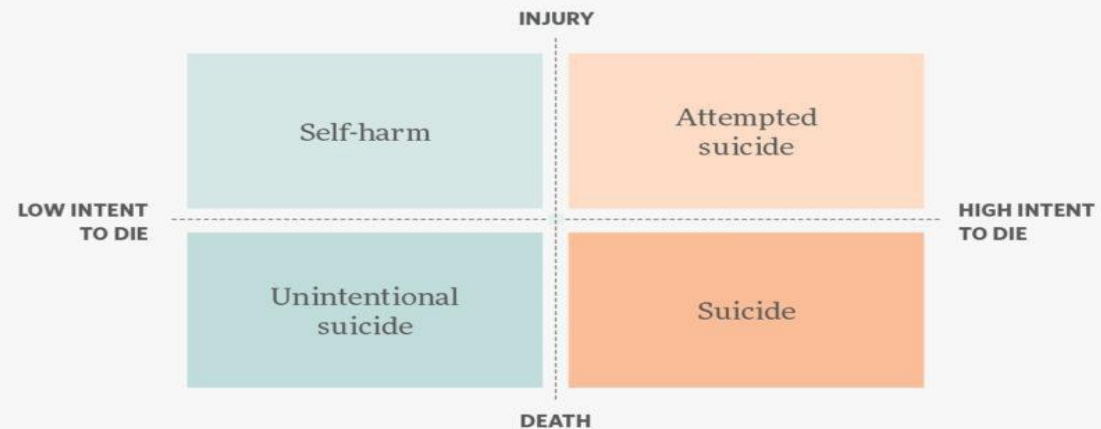 INJURY
Self-harm
Attempted
suicide
LOW INTENT
TO DIE
HIGH INTENT
TO DIE
Unintentional
suicide
Suicide
DEATH